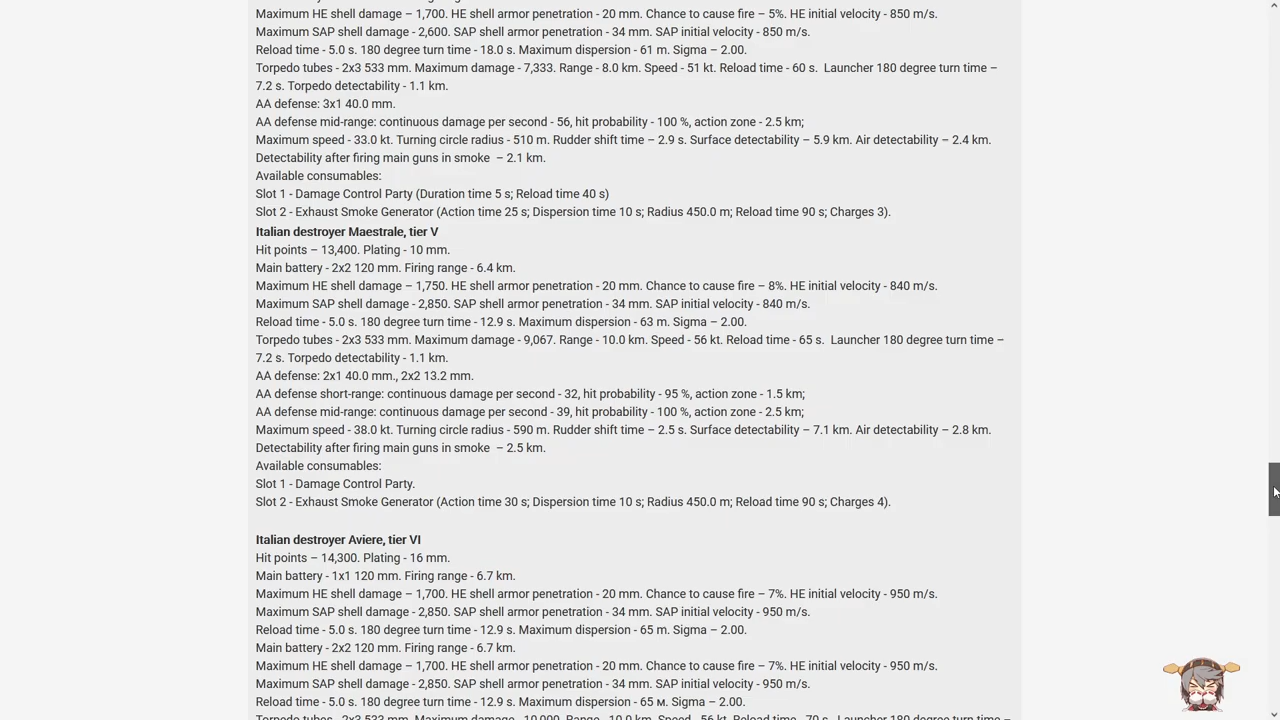 Maximum HE shell damage – 1,700. HE shell armor penetration - 20 mm. Chance to cause fire – 5%. HE initial velocity - 850 m/s.
Maximum SAP shell damage - 2,600. SAP shell armor penetration - 34 mm. SAP initial velocity - 850 m/s.
Reload time - 5.0 s. 180 degree turn time - 18.0 s. Maximum dispersion - 61 m. Sigma – 2.00.
Torpedo tubes - 2x3 533 mm. Maximum damage - 7,333. Range - 8.0 km. Speed - 51 kt. Reload time - 60 s.  Launcher 180 degree turn time –
7.2 s. Torpedo detectability - 1.1 km.
AA defense: 3x1 40.0 mm.
AA defense mid-range: continuous damage per second - 56, hit probability - 100 %, action zone - 2.5 km;
Maximum speed - 33.0 kt. Turning circle radius - 510 m. Rudder shift time – 2.9 s. Surface detectability – 5.9 km. Air detectability – 2.4 km.
Detectability after firing main guns in smoke  – 2.1 km.
Available consumables:
Slot 1 - Damage Control Party (Duration time 5 s; Reload time 40 s)
Slot 2 - Exhaust Smoke Generator (Action time 25 s; Dispersion time 10 s; Radius 450.0 m; Reload time 90 s; Charges 3).
Italian destroyer Maestrale, tier V
Hit points – 13,400. Plating - 10 mm.
Main battery - 2x2 120 mm. Firing range - 6.4 km.
Maximum HE shell damage – 1,750. HE shell armor penetration - 20 mm. Chance to cause fire – 8%. HE initial velocity - 840 m/s.
Maximum SAP shell damage - 2,850. SAP shell armor penetration - 34 mm. SAP initial velocity - 840 m/s.
Reload time - 5.0 s. 180 degree turn time - 12.9 s. Maximum dispersion - 63 m. Sigma – 2.00.
Torpedo tubes - 2x3 533 mm. Maximum damage - 9,067. Range - 10.0 km. Speed - 56 kt. Reload time - 65 s.  Launcher 180 degree turn time –
7.2 s. Torpedo detectability - 1.1 km.
AA defense: 2x1 40.0 mm., 2x2 13.2 mm.
AA defense short-range: continuous damage per second - 32, hit probability - 95 %, action zone - 1.5 km;
AA defense mid-range: continuous damage per second - 39, hit probability - 100 %, action zone - 2.5 km;
Maximum speed - 38.0 kt. Turning circle radius - 590 m. Rudder shift time – 2.5 s. Surface detectability – 7.1 km. Air detectability – 2.8 km.
Detectability after firing main guns in smoke  – 2.5 km.
Available consumables:
Slot 1 - Damage Control Party.
Slot 2 - Exhaust Smoke Generator (Action time 30 s; Dispersion time 10 s; Radius 450.0 m; Reload time 90 s; Charges 4).
Italian destroyer Aviere, tier VI
Hit points – 14,300. Plating - 16 mm.
Main battery - 1x1 120 mm. Firing range - 6.7 km.
Maximum HE shell damage – 1,700. HE shell armor penetration - 20 mm. Chance to cause fire – 7%. HE initial velocity - 950 m/s.
Maximum SAP shell damage - 2,850. SAP shell armor penetration - 34 mm. SAP initial velocity - 950 m/s.
Reload time - 5.0 s. 180 degree turn time - 12.9 s. Maximum dispersion - 65 m. Sigma – 2.00.
Main battery - 2x2 120 mm. Firing range - 6.7 km.
Maximum HE shell damage – 1,700. HE shell armor penetration - 20 mm. Chance to cause fire – 7%. HE initial velocity - 950 m/s.
Maximum SAP shell damage - 2,850. SAP shell armor penetration - 34 mm. SAP initial velocity - 950 m/s.
Reload time - 5.0 s. 180 degree turn time - 12.9 s. Maximum dispersion - 65 м. Sigma – 2.00.
Torpedo tubes - 2x3 533 mm. Maximum damage - 10,000. Range - 10.0 km. Speed - 56 kt. Reload time - 70 s.  Launcher 180 degree turn time –